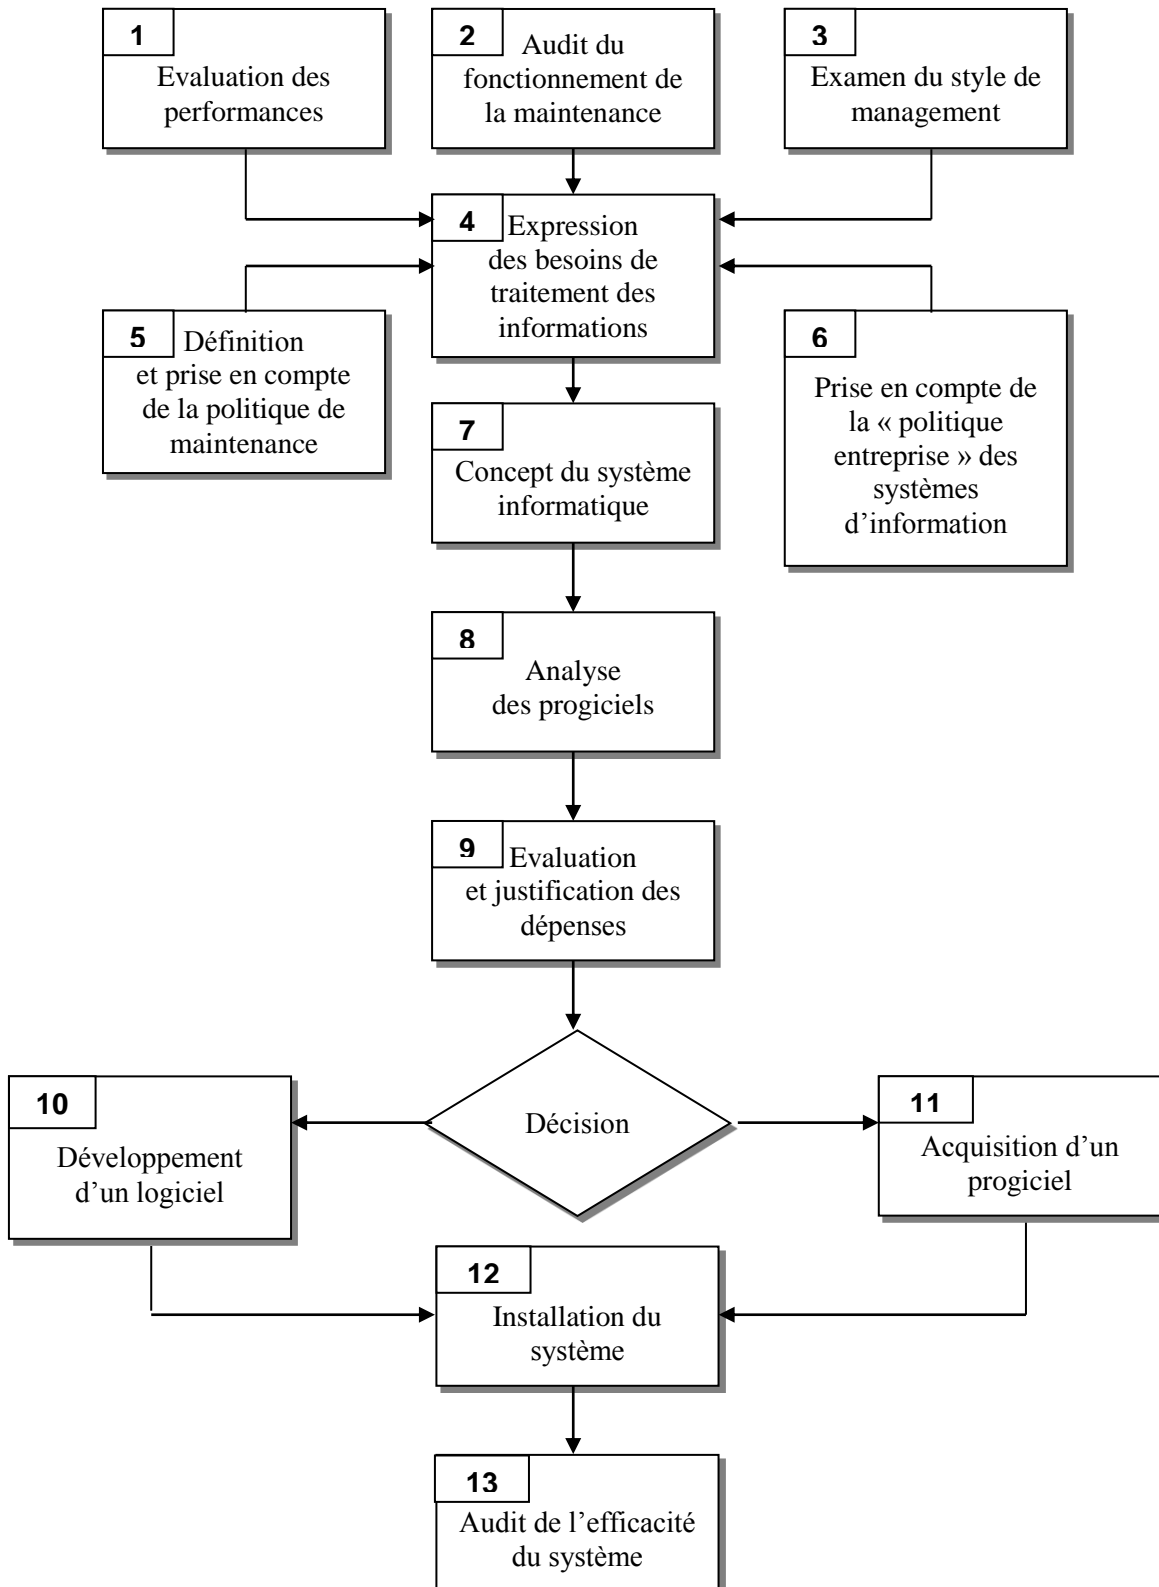 1
Evaluation des
performances
2
Audit du
fonctionnement de
la maintenance
3
Examen du style de
management
4
Expression
des besoins de
traitement des
informations
5
Définition
et prise en compte
de la politique de
maintenance
6
Prise en compte de
la « politique
entreprise » des
systèmes
d’information
7
Concept du système
informatique
8
Analyse
des progiciels
9
Evaluation
et justification des
dépenses
Décision
10
Développement
d’un logiciel
11
Acquisition d’un
progiciel
12
Installation du
système
13
Audit de l’efficacité
du système